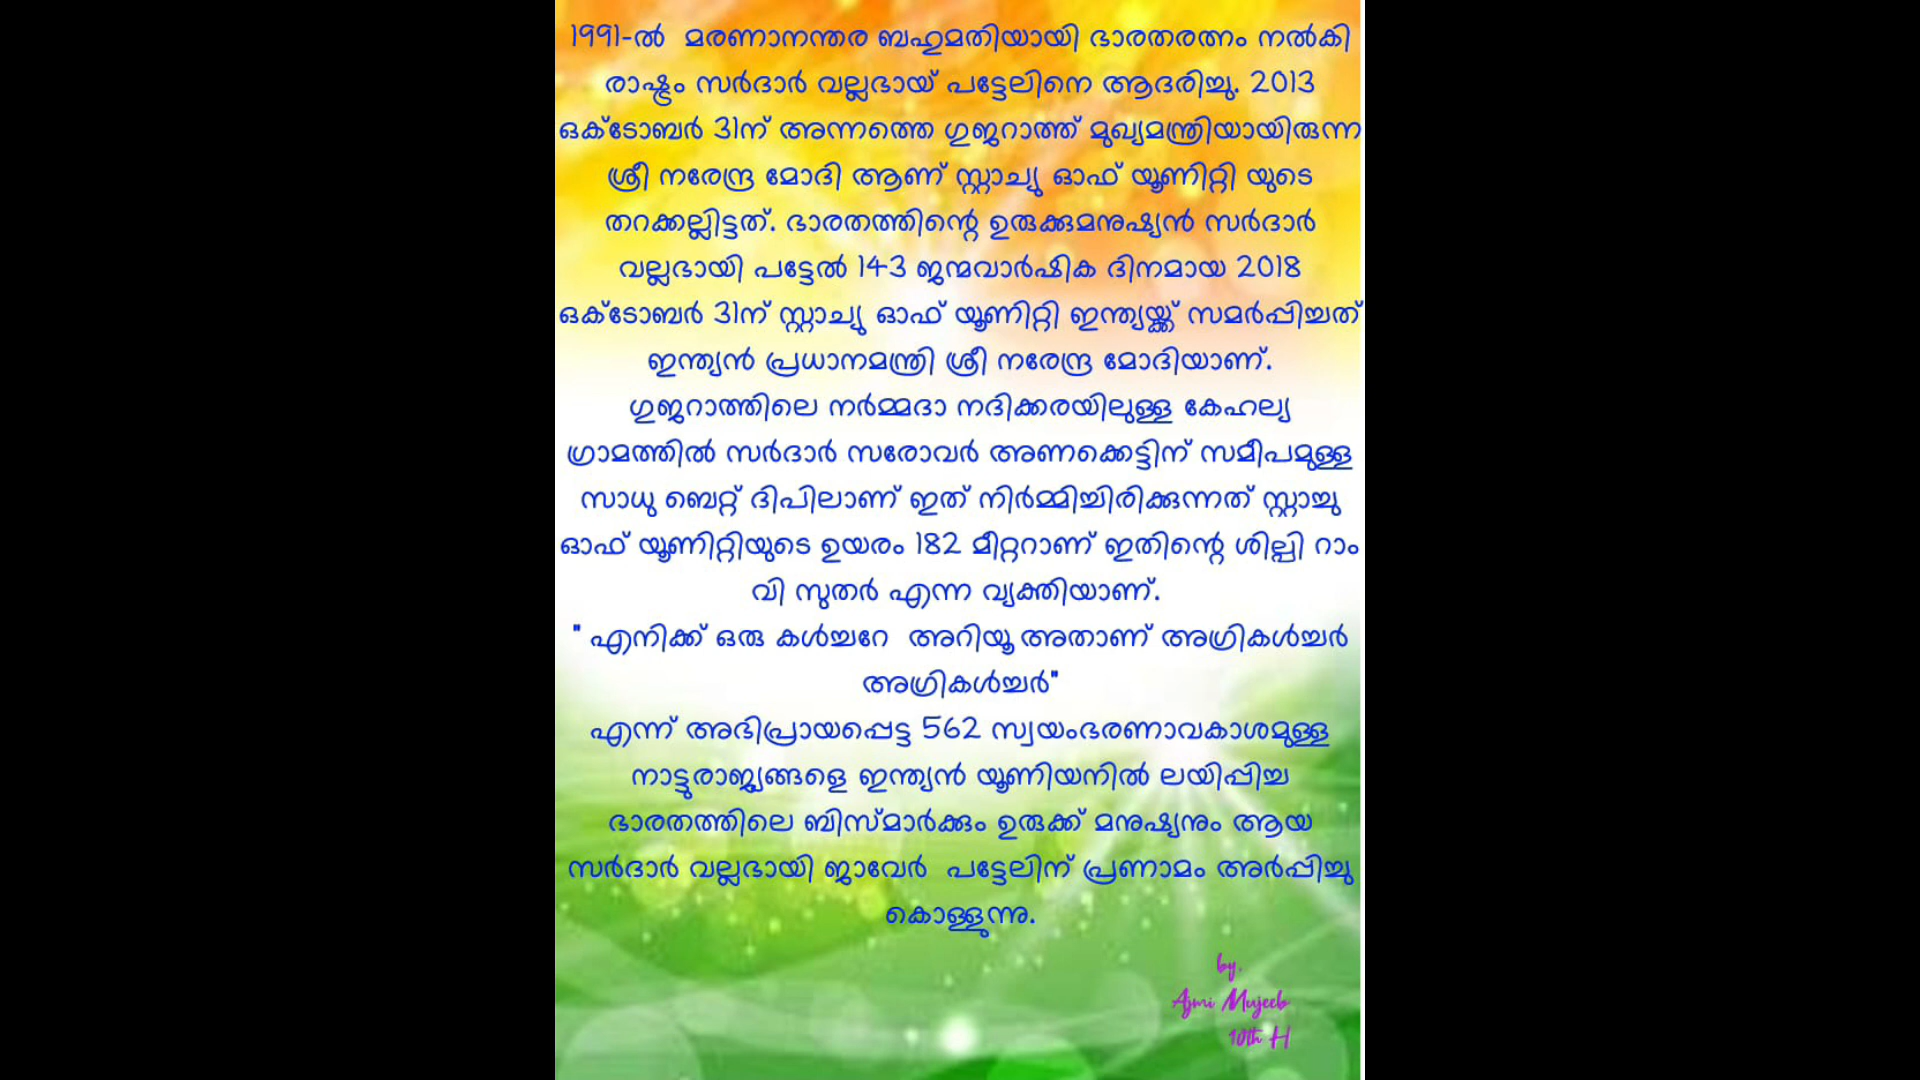 1991-ൽ മരണാനന്തര ബഹുമതിയായി ഭാരതരത്നം നൽകി
രാഷ്ട്രം സർദാർ വല്ലഭായ് പട്ടേലിനെ ആദരിച്ചു. 2013
ഒക്ടോബർ 31ന് അന്നത്തെ ഗുജറാത്ത് മുഖ്യമന്ത്രിയായിരുന്ന
ശ്രീ നരേന്ദ്ര മോദി ആണ് സ്റ്റാച്യു ഓഫ് യൂണിറ്റി യുടെ
തറക്കല്ലിട്ടത്. ഭാരതത്തിന്റെ ഉരുക്കുമനുഷ്യൻ സർദാർ
വല്ലഭായി പട്ടേൽ 143 ജന്മവാർഷിക ദിനമായ 2018
ഒക്ടോബർ 31ന് സ്റ്റാച്യു ഓഫ് യൂണിറ്റി ഇന്ത്യയ്ക്ക് സമർപ്പിച്ചത്
ഇന്ത്യൻ പ്രധാനമന്ത്രി ശ്രീ നരേന്ദ്ര മോദിയാണ്.
ഗുജറാത്തിലെ നർമ്മദാ നദിക്കരയിലുള്ള കേഹല്യ
ഗ്രാമത്തിൽ സർദാർ സരോവർ അണക്കെട്ടിന് സമീപമുള്ള
സാധു ബെറ്റ് ദിപിലാണ് ഇത് നിർമ്മിച്ചിരിക്കുന്നത് സ്റ്റാച്ചു
ഓഫ് യൂണിറ്റിയുടെ ഉയരം 182 മീറ്ററാണ് ഇതിന്റെ ശില്പി റാം
വി സുതർ എന്ന വ്യക്തിയാണ്.
" എനിക്ക് ഒരു കൾച്ചറേ അറിയൂ അതാണ് അഗ്രികൾച്ചർ
അഗ്രികൾച്ചർ"
എന്ന് അഭിപ്രായപ്പെട്ട 562 സ്വയംഭരണാവകാശമുള്ള
നാട്ടുരാജ്യങ്ങളെ ഇന്ത്യൻ യൂണിയനിൽ ലയിപ്പിച്ച
ഭാരതത്തിലെ ബിസ്മാർക്കും ഉരുക്ക് മനുഷ്യനും ആയ
സർദാർ വല്ലഭായി ജാവേർ പട്ടേലിന് പ്രണാമം അർപ്പിച്ചു
കൊള്ളുന്നു.
by,
Ajmi Mujeeb
10th H